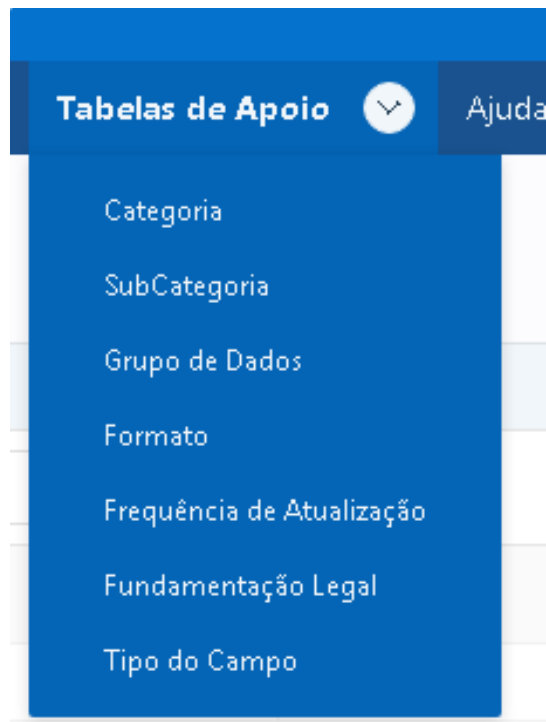 Tabelas de Apoio
Ajuda
Categoria
SubCategoria
Grupo de Dados
Formato
Frequência de Atualização
Fundamentação Legal
Tipo do Campo